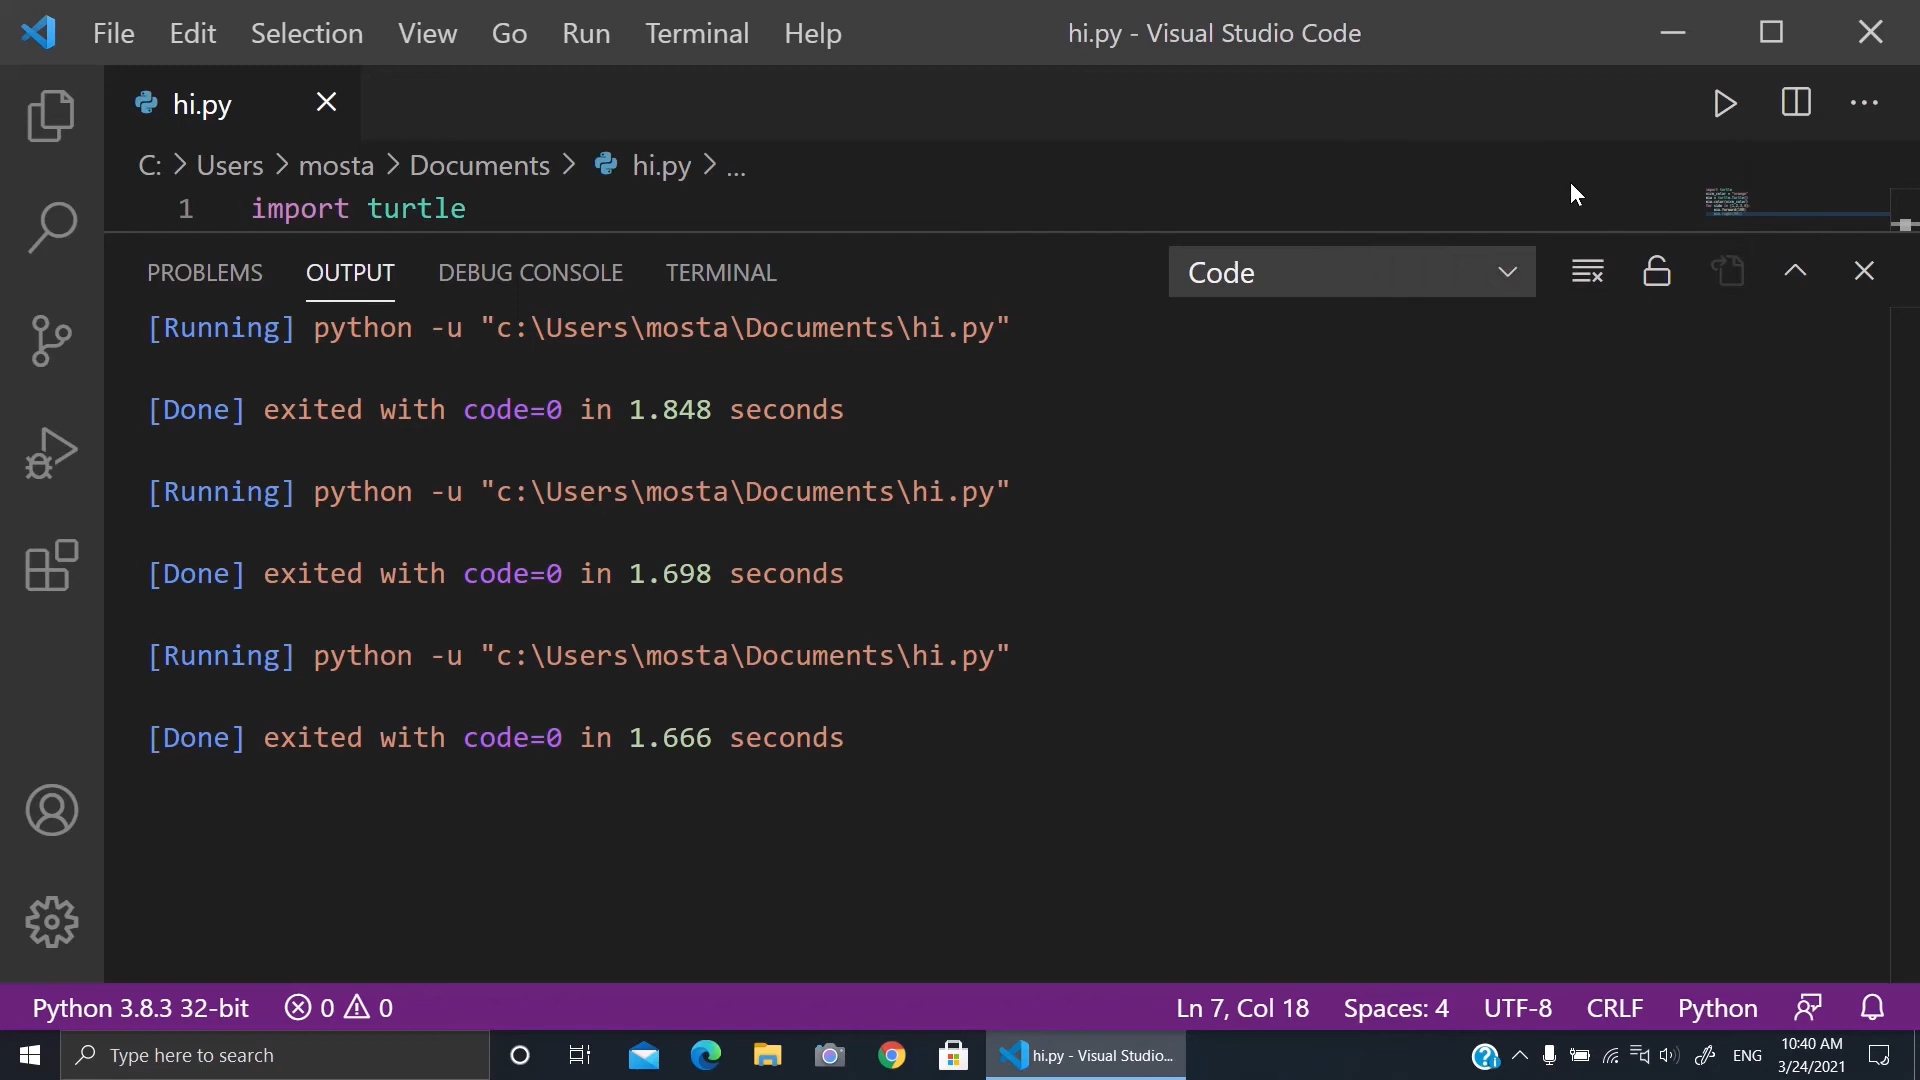 File Edit Selection View Go Run Terminal Help hi.py - Visual Studio Code
hi.py
C: Users mosta Documents hi.py ...
1 import turtle
PROBLEMS OUTPUT DEBUG CONSOLE TERMINAL Code
[Running] python -u "c:\Users\mosta\Documents\hi.py"
[Done] exited with code=0 in 1.848 seconds
[Running] python -u "c:\Users\mosta\Documents\hi.py"
[Done] exited with code=0 in 1.698 seconds
[Running] python -u "c:\Users\mosta\Documents\hi.py"
[Done] exited with code=0 in 1.666 seconds
Python 3.8.3 32-bit 0 0 Ln 7, Col 18 Spaces: 4 UTF-8 CRLF Python
Type here to search hi.py - Visual Studio... ENG 10:40 AM
3/24/2021